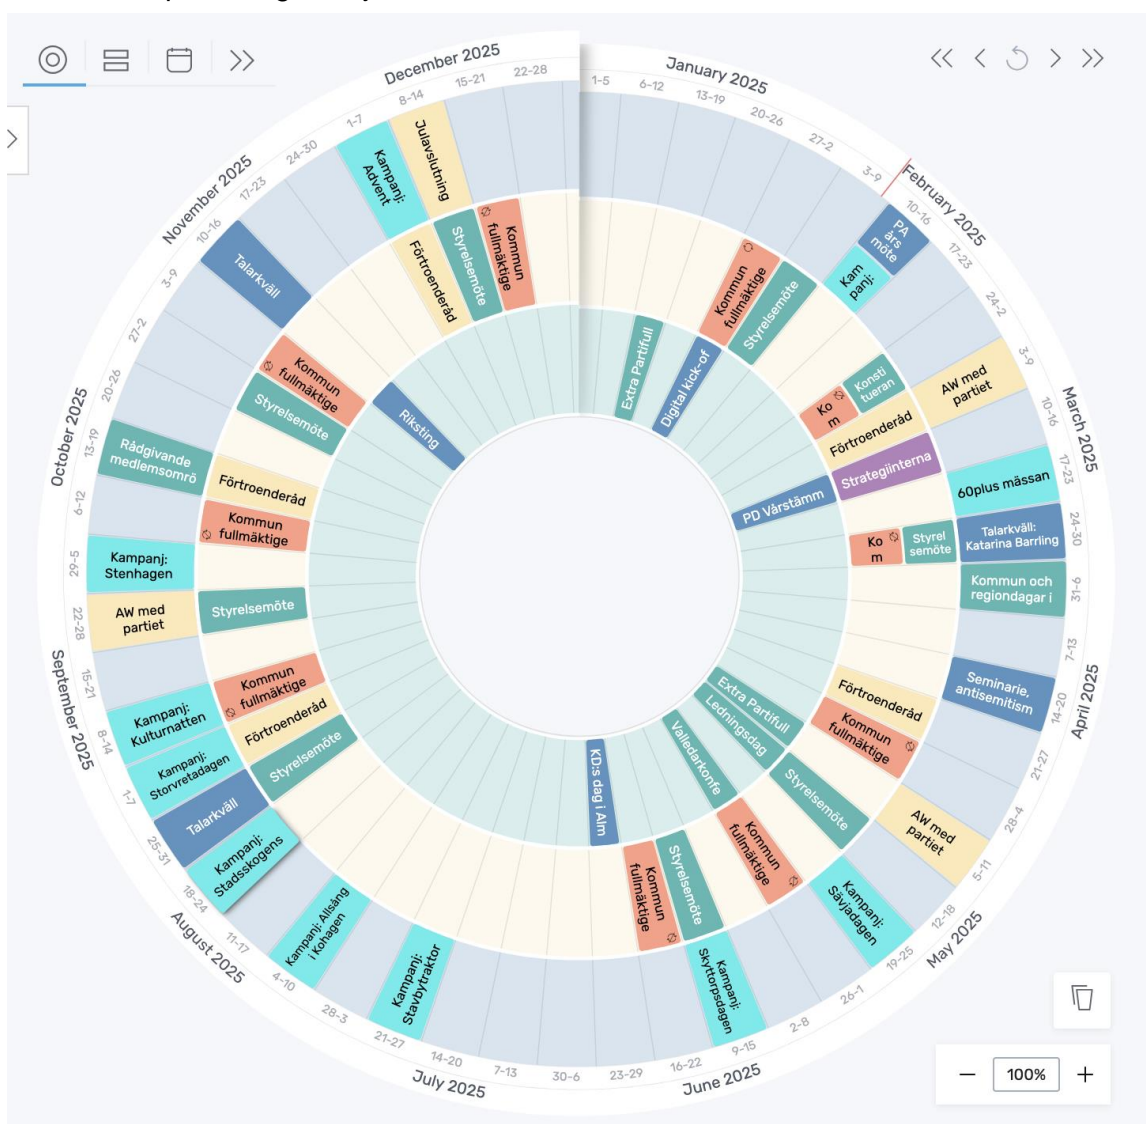 December 2025
January 2025
February 2025
March 2025
April 2025
May 2025
June 2025
July 2025
August 2025
September 2025
October 2025
November 2025
1-5
6-12
13-19
20-26
27-2
3-9
10-16
17-23
24-2
3-9
10-16
17-23
24-30
31-6
7-13
14-20
21-27
28-4
5-11
12-18
19-25
26-1
2-8
9-15
16-22
23-29
30-6
7-13
14-20
21-27
28-3
4-10
11-17
18-24
25-31
1-7
8-14
15-21
22-28
29-5
6-12
13-19
20-26
27-2
3-9
10-16
17-23
24-30
1-7
8-14
15-21
22-28
PA
års
möte
Kam
panj:
AW med
partiet
60plus mässan
Talarkväll:
Katarina Barrling
Kommun och
regiondagar i
Seminarie,
antisemitism
AW med
partiet
Kampanj:
Sävjadagen
Kampanj:
Skyttorpsdagen
Kampanj:
Stavbytraktor
Kampanj: Allsång
i Kohagen
Kampanj:
Stadsskogens
Talarkväll
Kampanj:
Storvretadagen
Kampanj:
Kulturnatten
AW med
partiet
Kampanj:
Stenhagen
Rådgivande
medlemsomrö
Talarkväll
Kampanj:
Advent
Julavslutning
Kommun
fullmäktige
Styrelsemöte
Konsti
tueran
Ko
m
Förtroenderåd
Strategiinterna
Ko
m
Styrel
semöte
Förtroenderåd
Kommun
fullmäktige
Styrelsemöte
Kommun
fullmäktige
Styrelsemöte
Kommun
fullmäktige
Styrelsemöte
Förtroenderåd
Kommun
fullmäktige
Styrelsemöte
Kommun
fullmäktige
Förtroenderåd
Styrelsemöte
Kommun
fullmäktige
Förtroenderåd
Styrelsemöte
Kommun
fullmäktige
Extra Partifull
Digital kick-of
PD Vårstämm
Extra Partifull
Ledningsdag
Valledarkonfe
KD:s dag i Alm
Riksting
100%